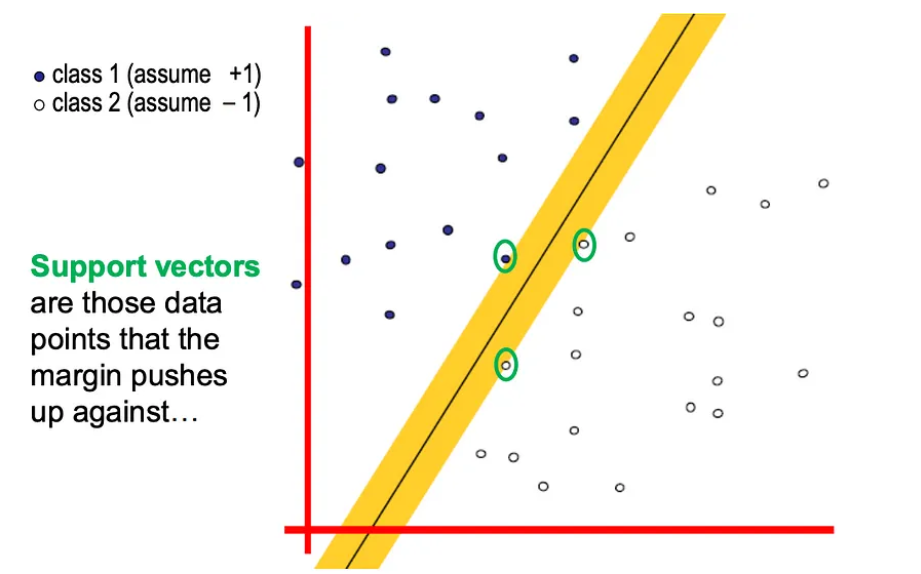 class 1 (assume +1)
class 2 (assume – 1)
Support vectors
are those data
points that the
margin pushes
up against…